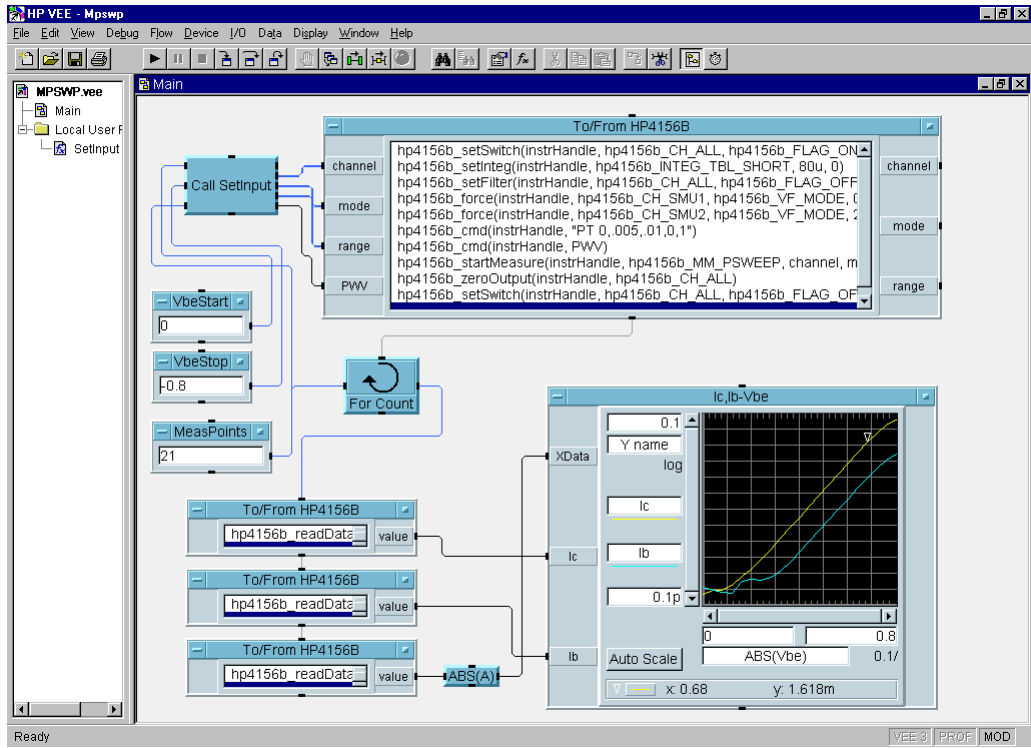 HP VEE - Mpswp
File Edit View Debug Flow Device I/O Data Display Window Help
MPSWP.vee
Main
Local User F
SetInput
Main
To/From HP4156B
channel
mode
range
PWV
hp4156b_setSwitch(instrHandle, hp4156b_CH_ALL, hp4156b_FLAG_ON
hp4156b_setInteg(instrHandle, hp4156b_INTEG_TBL_SHORT, 80u, 0)
hp4156b_setFilter(instrHandle, hp4156b_CH_ALL, hp4156b_FLAG_OFF
hp4156b_force(instrHandle, hp4156b_CH_SMU1, hp4156b_VF_MODE, 0
hp4156b_force(instrHandle, hp4156b_CH_SMU2, hp4156b_VF_MODE, 2
hp4156b_cmd(instrHandle, "PT 0,.005,.01,0,1")
hp4156b_cmd(instrHandle, PWV)
hp4156b_startMeasure(instrHandle, hp4156b_MM_PSWEEP, channel, m
hp4156b_zeroOutput(instrHandle, hp4156b_CH_ALL)
hp4156b_setSwitch(instrHandle, hp4156b_CH_ALL, hp4156b_FLAG_OF
channel
mode
range
Call SetInput
VbeStart
0
VbeStop
-0.8
MeasPoints
21
For Count
To/From HP4156B
hp4156b_readData
value
To/From HP4156B
hp4156b_readData
value
To/From HP4156B
hp4156b_readData
value
ABS(A)
Ic,Ib-Vbe
XData
Ic
Ib
0.1
Y name
log
Ic
Ib
0.1p
0
0.8
Auto Scale
ABS(Vbe)
0.1/
x: 0.68
y: 1.618m
Ready
VEE 3
PROF
MOD